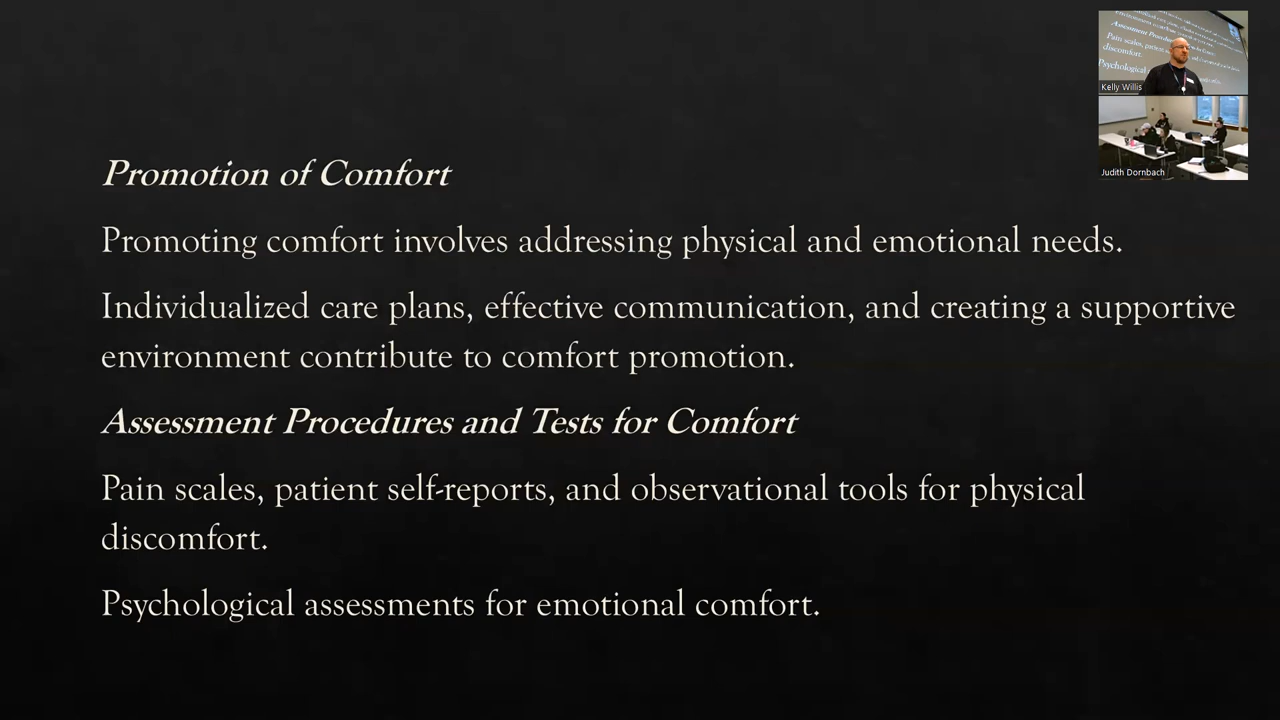 Promotion of Comfort
Promoting comfort involves addressing physical and emotional needs.
Individualized care plans, effective communication, and creating a supportive
environment contribute to comfort promotion.
Assessment Procedures and Tests for Comfort
Pain scales, patient self-reports, and observational tools for physical
discomfort.
Psychological assessments for emotional comfort.
Kelly Willis
Judith Dornbach